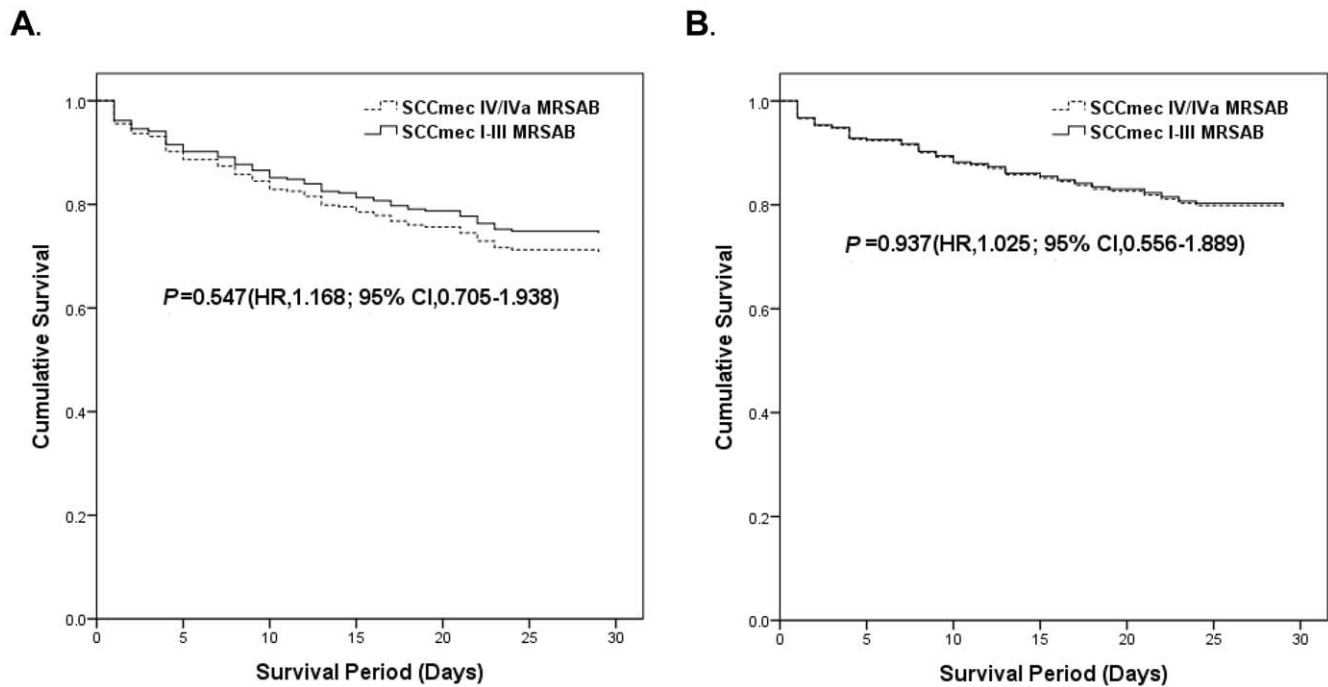 A.
B.
1.0
0.8
0.6
0.4
0.2
0.0
Cumulative Survival
SCCmec IV/IVa MRSAB
SCCmec I-III MRSAB
P=0.547(HR,1.168; 95% CI,0.705-1.938)
0 5 10 15 20 25 30
Survival Period (Days)
1.0
0.8
0.6
0.4
0.2
0.0
Cumulative Survival
SCCmec IV/IVa MRSAB
SCCmec I-III MRSAB
P=0.937(HR,1.025; 95% CI,0.556-1.889)
0 5 10 15 20 25 30
Survival Period (Days)